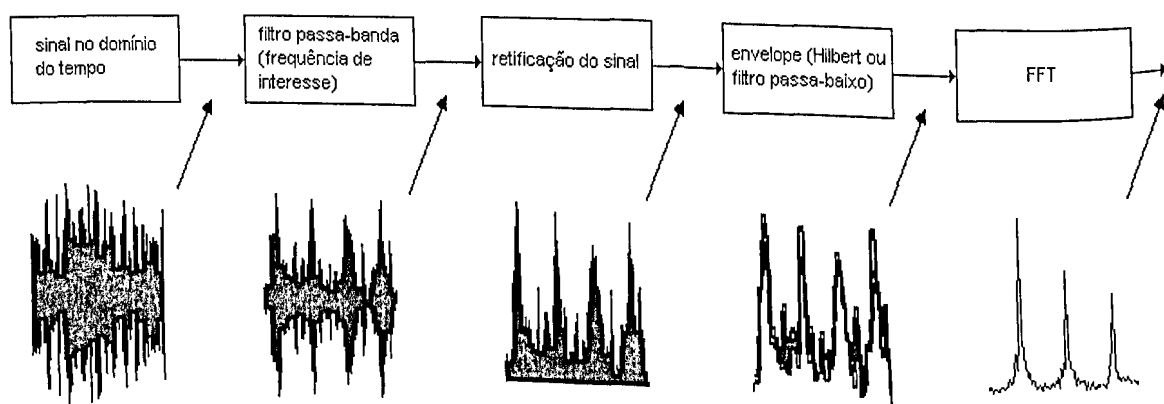 sinal no domínio
do tempo
filtro passa-banda
(frequência de
interesse)
retificação do sinal
envelope (Hilbert ou
filtro passa-baixo)
FFT